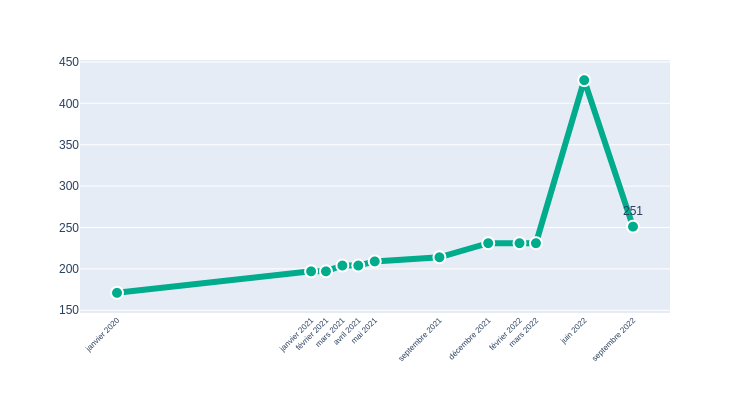 450
400
350
300
250
200
150
251
janvier 2020
janvier 2021
février 2021
mars 2021
avril 2021
mai 2021
septembre 2021
décembre 2021
février 2022
mars 2022
juin 2022
septembre 2022